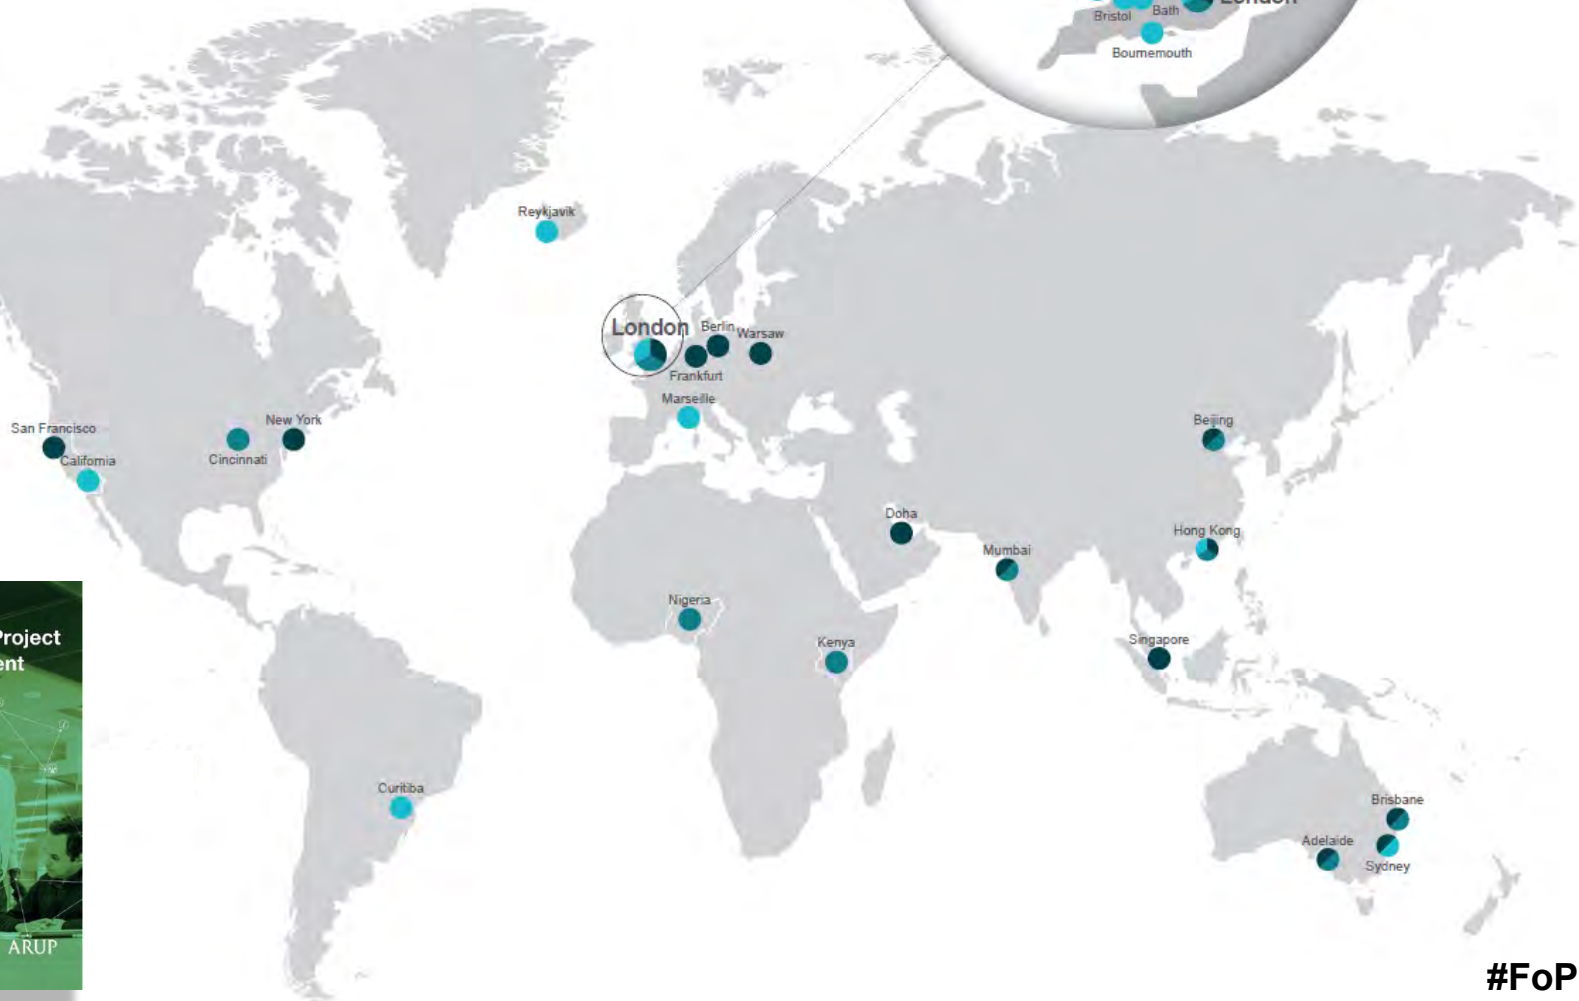 London
Bristol
Bath
Bournemouth
Reykjavik
London
Berlin
Warsaw
Frankfurt
Marseille
San Francisco
New York
California
Cincinnati
Beijing
Doha
Hong Kong
Mumbai
Nigeria
Kenya
Singapore
Project
Curitiba
Brisbane
Adelaide
Sydney
ARUP
#FoP